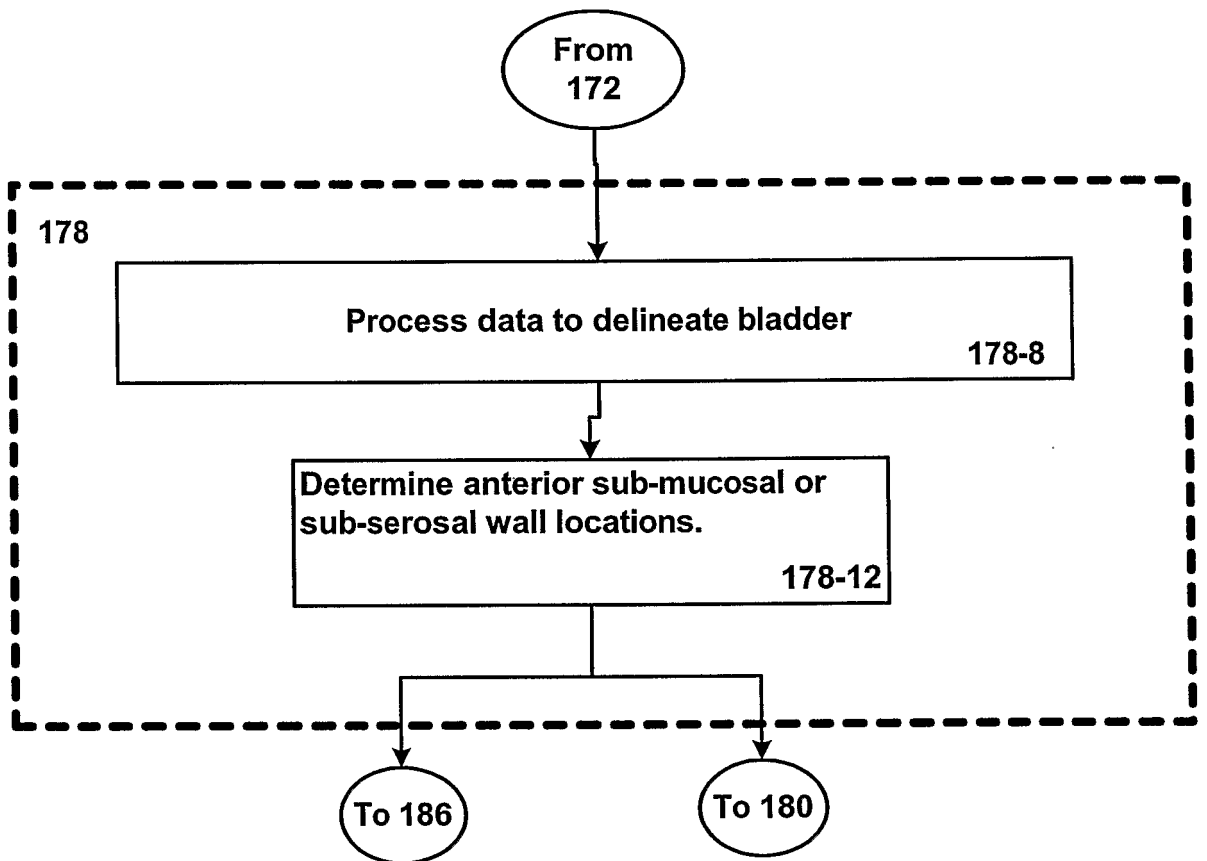 From
172
178
Process data to delineate bladder
178-8
Determine anterior sub-mucosal or
sub-serosal wall locations.
178-12
To 186
To 180